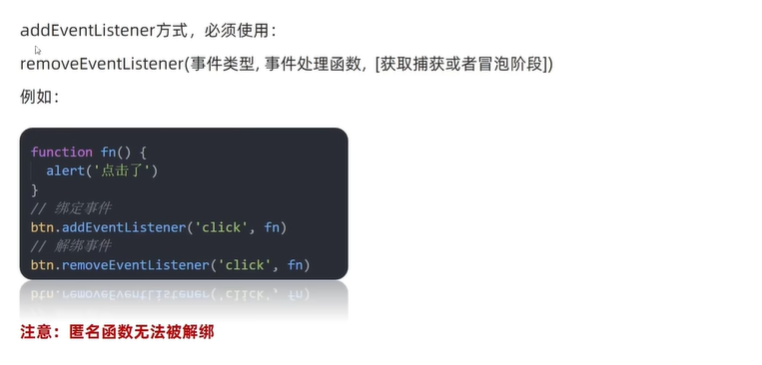 addEventListener方式，必须使用：
removeEventListener(事件类型, 事件处理函数, [获取捕获或者冒泡阶段])
例如：
function fn() {
  alert('点击了')
}
// 绑定事件
btn.addEventListener('click', fn)
// 解绑事件
btn.removeEventListener('click', fn)
注意：匿名函数无法被解绑